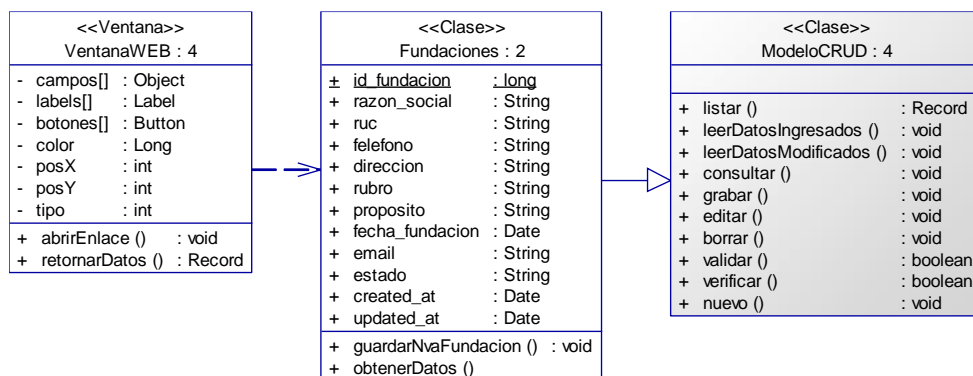 <<Ventana>>
VentanaWEB : 4
- campos[] : Object
- labels[] : Label
- botones[] : Button
- color : Long
- posX : int
- posY : int
- tipo : int
+ abrirEnlace () : void
+ retornarDatos () : Record
<<Clase>>
Fundaciones : 2
+ id_fundacion : long
+ razon_social : String
+ ruc : String
+ felefono : String
+ direccion : String
+ rubro : String
+ proposito : String
+ fecha_fundacion : Date
+ email : String
+ estado : String
+ created_at : Date
+ updated_at : Date
+ guardarNvaFundacion () : void
+ obtenerDatos ()
<<Clase>>
ModeloCRUD : 4
+ listar () : Record
+ leerDatosIngresados () : void
+ leerDatosModificados () : void
+ consultar () : void
+ grabar () : void
+ editar () : void
+ borrar () : void
+ validar () : boolean
+ verificar () : boolean
+ nuevo () : void